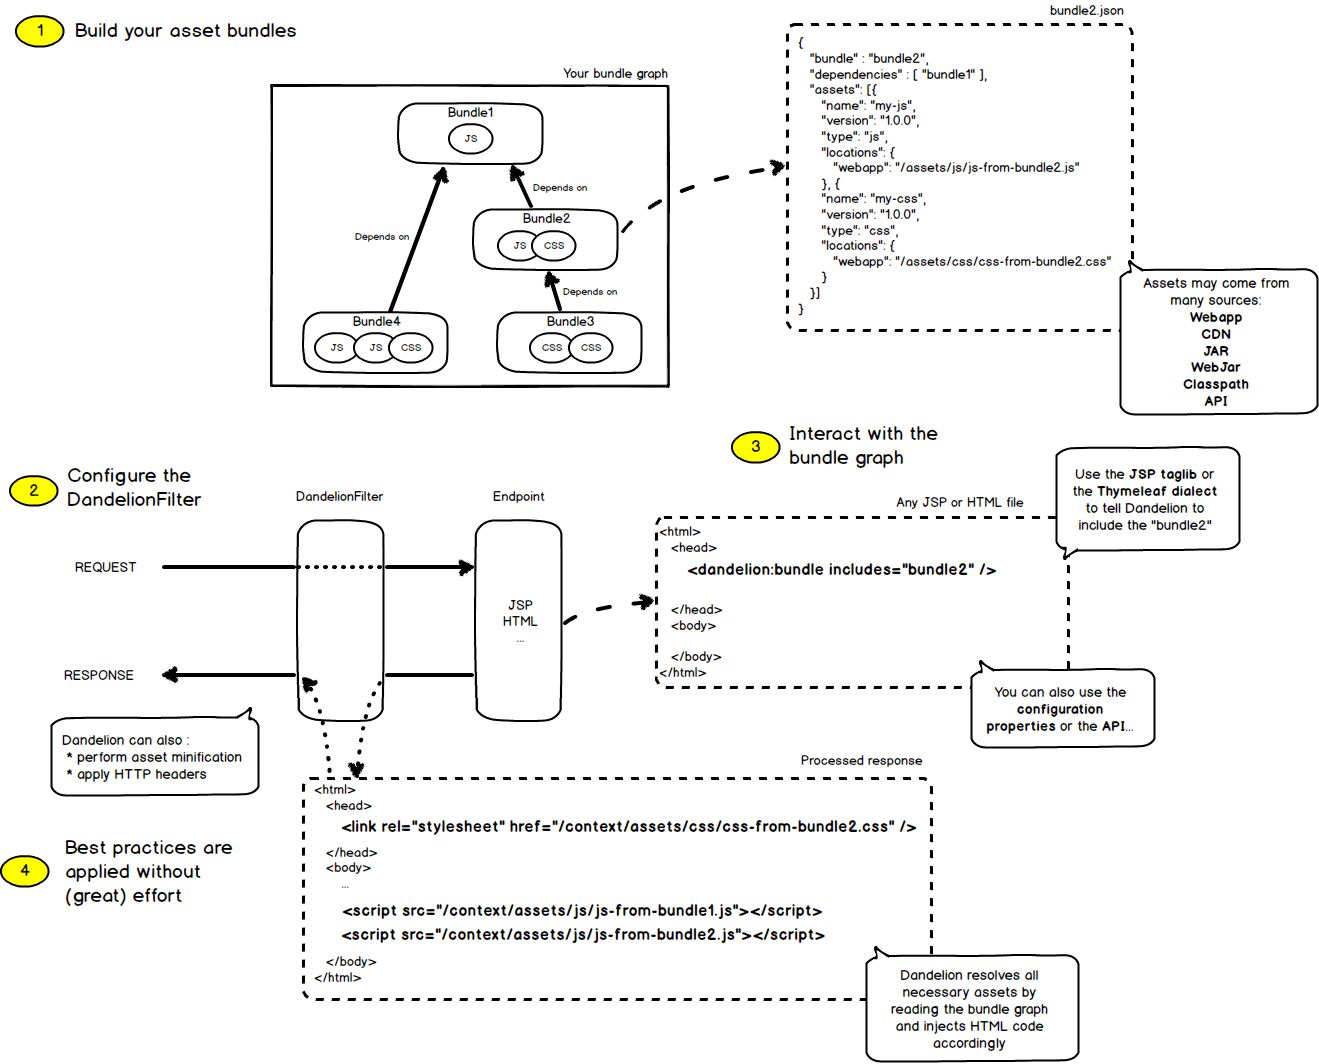 1
Build your asset bundles
Your bundle graph
Bundle1
JS
Depends on
Bundle2
JS
CSS
Depends on
Depends on
Bundle4
JS
JS
CSS
Bundle3
CSS
CSS
bundle2.json
{
"bundle" : "bundle2",
"dependencies" : [ "bundle1" ],
"assets": [{
"name": "my-js",
"version": "1.0.0",
"type": "js",
"locations": {
"webapp": "/assets/js/js-from-bundle2.js"
}, {
"name": "my-css",
"version": "1.0.0",
"type": "css",
"locations": {
"webapp": "/assets/css/css-from-bundle2.css"
}
}]
}
Assets may come from
many sources:
Webapp
CDN
JAR
WebJar
Classpath
API
2
Configure the
DandelionFilter
DandelionFilter
Endpoint
REQUEST
JSP
HTML
...
RESPONSE
Dandelion can also :
* perform asset minification
* apply HTTP headers
3
Interact with the
bundle graph
Any JSP or HTML file
<html>
<head>
<dandelion:bundle includes="bundle2" />
</head>
<body>
</body>
</html>
Use the JSP taglib or
the Thymeleaf dialect
to tell Dandelion to
include the "bundle2"
You can also use the
configuration
properties or the API...
4
Best practices are
applied without
(great) effort
Processed response
<html>
<head>
<link rel="stylesheet" href="/context/assets/css/css-from-bundle2.css" />
</head>
<body>
...
<script src="/context/assets/js/js-from-bundle1.js"></script>
<script src="/context/assets/js/js-from-bundle2.js"></script>
</body>
</html>
Dandelion resolves all
necessary assets by
reading the bundle graph
and injects HTML code
accordingly